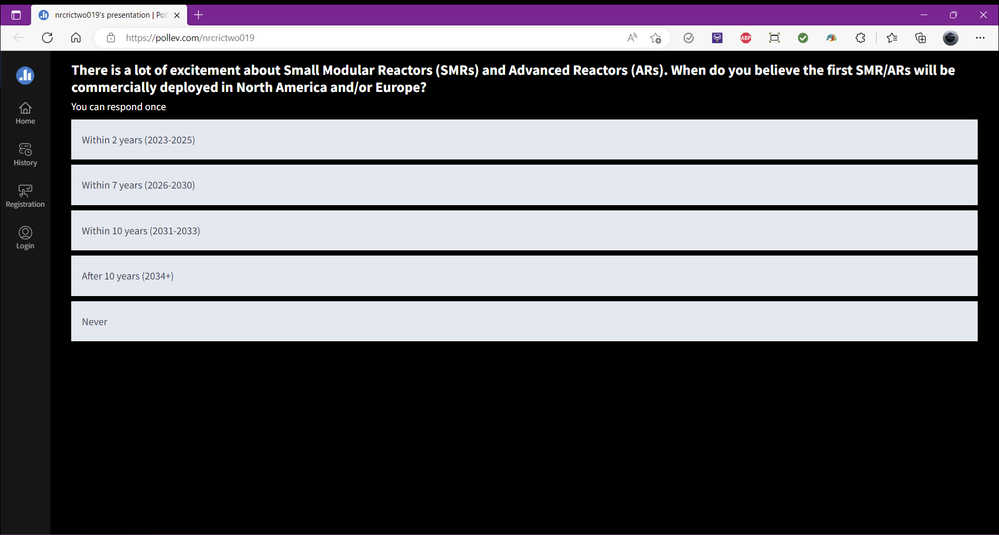 nrcrictwo019's presentation | Pol
https://pollev.com/nrcrictwo019
ABP
There is a lot of excitement about Small Modular Reactors (SMRs) and Advanced Reactors (ARs). When do you believe the first SMR/ARs will be
commercially deployed in North America and/or Europe?
You can respond once
Home
History
Registration
Login
Within 2 years (2023-2025)
Within 7 years (2026-2030)
Within 10 years (2031-2033)
After 10 years (2034+)
Never